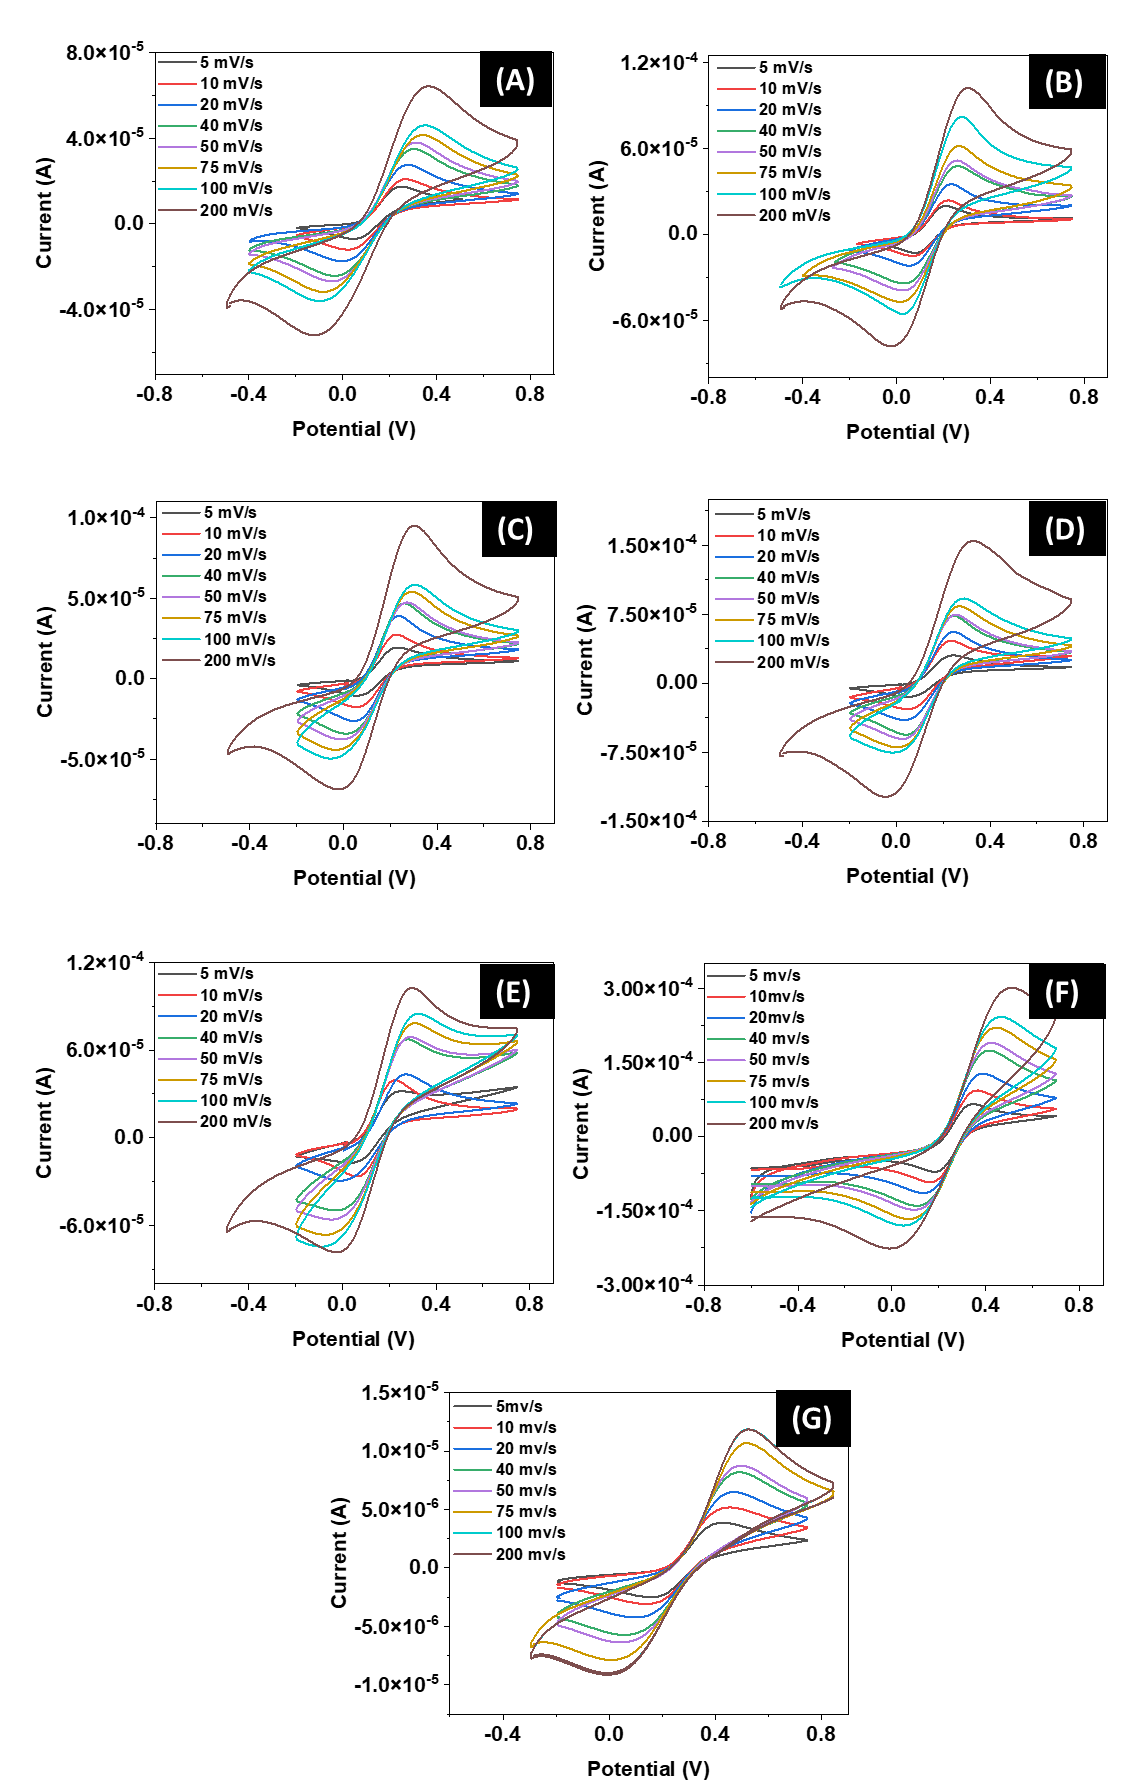 8.0×10⁻⁵
4.0×10⁻⁵
0.0
-4.0×10⁻⁵
Current (A)
5 mV/s
10 mV/s
20 mV/s
40 mV/s
50 mV/s
75 mV/s
100 mV/s
200 mV/s
(A)
-0.8 -0.4 0.0 0.4 0.8
Potential (V)
1.2×10⁻⁴
6.0×10⁻⁵
0.0
-6.0×10⁻⁵
Current (A)
5 mV/s
10 mV/s
20 mV/s
40 mV/s
50 mV/s
75 mV/s
100 mV/s
200 mV/s
(B)
-0.8 -0.4 0.0 0.4 0.8
Potential (V)
1.0×10⁻⁴
5.0×10⁻⁵
0.0
-5.0×10⁻⁵
Current (A)
5 mV/s
10 mV/s
20 mV/s
40 mV/s
50 mV/s
75 mV/s
100 mV/s
200 mV/s
(C)
-0.8 -0.4 0.0 0.4 0.8
Potential (V)
1.50×10⁻⁴
7.50×10⁻⁵
0.00
-7.50×10⁻⁵
-1.50×10⁻⁴
Current (A)
5 mV/s
10 mV/s
20 mV/s
40 mV/s
50 mV/s
75 mV/s
100 mV/s
200 mV/s
(D)
-0.8 -0.4 0.0 0.4 0.8
Potential (V)
1.2×10⁻⁴
6.0×10⁻⁵
0.0
-6.0×10⁻⁵
Current (A)
5 mV/s
10 mV/s
20 mV/s
40 mV/s
50 mV/s
75 mV/s
100 mV/s
200 mV/s
(E)
-0.8 -0.4 0.0 0.4 0.8
Potential (V)
3.00×10⁻⁴
1.50×10⁻⁴
0.00
-1.50×10⁻⁴
-3.00×10⁻⁴
Current (A)
5 mv/s
10mv/s
20mv/s
40 mv/s
50 mv/s
75 mv/s
100 mv/s
200 mv/s
(F)
-0.8 -0.4 0.0 0.4 0.8
Potential (V)
1.5×10⁻⁵
1.0×10⁻⁵
5.0×10⁻⁶
0.0
-5.0×10⁻⁶
-1.0×10⁻⁵
Current (A)
5mv/s
10 mv/s
20 mv/s
40 mv/s
50 mv/s
75 mv/s
100 mv/s
200 mv/s
(G)
-0.4 0.0 0.4 0.8
Potential (V)